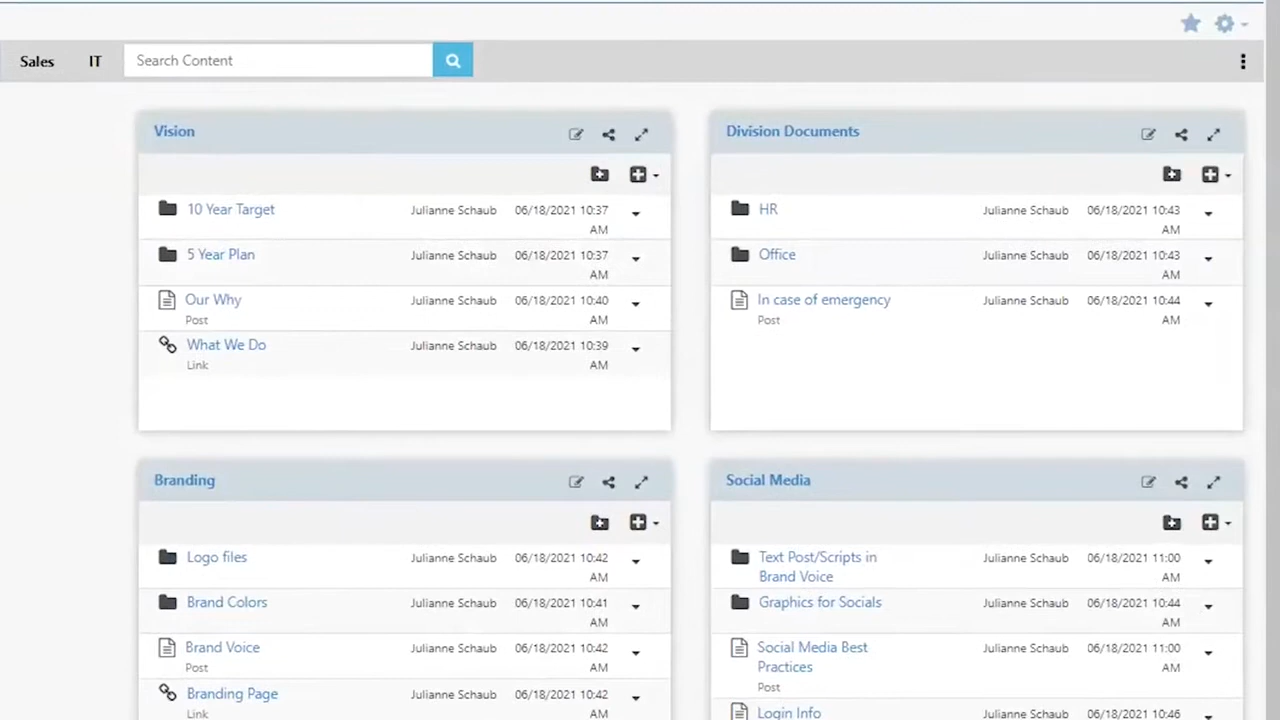 Sales IT Search Content
Vision
10 Year Target Julianne Schaub 06/18/2021 10:37
AM
5 Year Plan Julianne Schaub 06/18/2021 10:37
AM
Our Why Julianne Schaub 06/18/2021 10:40
Post AM
What We Do Julianne Schaub 06/18/2021 10:39
Link AM
Division Documents
HR Julianne Schaub 06/18/2021 10:43
AM
Office Julianne Schaub 06/18/2021 10:43
AM
In case of emergency Julianne Schaub 06/18/2021 10:44
Post AM
Branding
Logo files Julianne Schaub 06/18/2021 10:42
AM
Brand Colors Julianne Schaub 06/18/2021 10:41
AM
Brand Voice Julianne Schaub 06/18/2021 10:42
Post AM
Branding Page Julianne Schaub 06/18/2021 10:42
Link AM
Social Media
Text Post/Scripts in Julianne Schaub 06/18/2021 11:00
Brand Voice AM
Graphics for Socials Julianne Schaub 06/18/2021 10:44
AM
Social Media Best Julianne Schaub 06/18/2021 11:00
Practices AM
Post
Login Info Julianne Schaub 06/18/2021 10:46